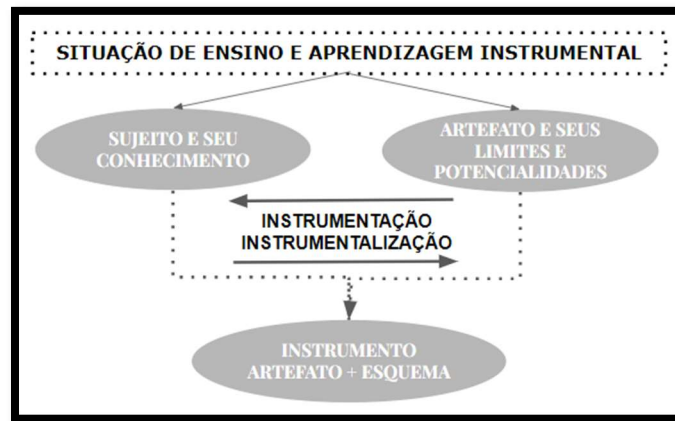 SITUAÇÃO DE ENSINO E APRENDIZAGEM INSTRUMENTAL
SUJEITO E SEU
CONHECIMENTO
ARTEFATO E SEUS
LIMITES E
POTENCIALIDADES
INSTRUMENTAÇÃO
INSTRUMENTALIZAÇÃO
INSTRUMENTO
ARTEFATO + ESQUEMA